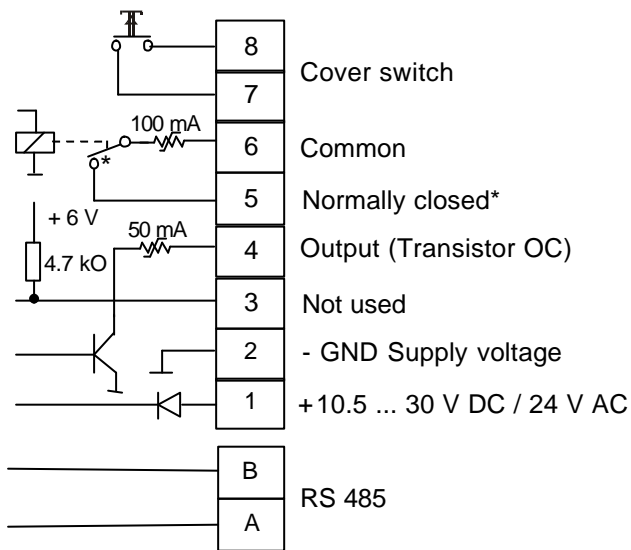 8
Cover switch
7
100 mA
6 Common
5 Normally closed*
*
+ 6 V
50 mA
4 Output (Transistor OC)
4.7 kO
3 Not used
2 - GND Supply voltage
1 +10.5 ... 30 V DC / 24 V AC
B
RS 485
A